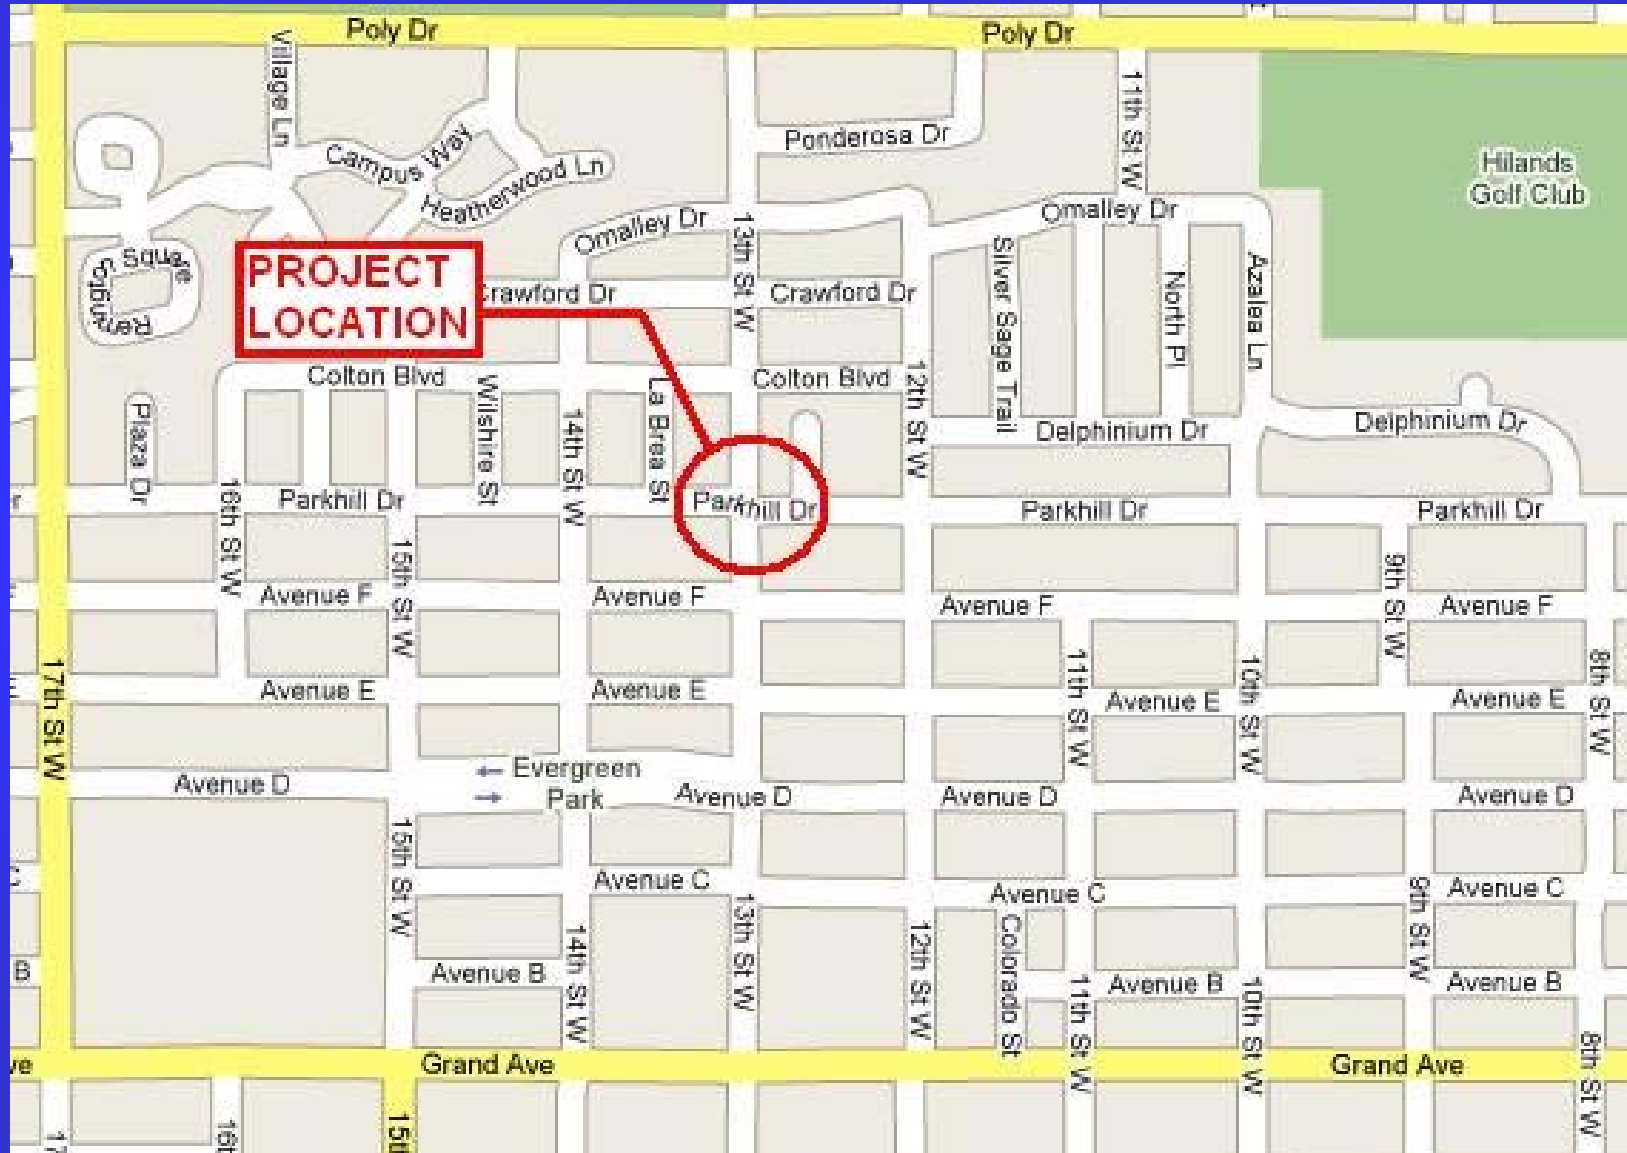 Poly Dr
Poly Dr
Village Ln
11th St W
Ponderosa Dr
Campus Way
Heatherwood Ln
Hilands
Golf Club
Omalley Dr
Omalley Dr
13th St W
Silver Sage Trail
North Pl
Azalea Ln
Square
PROJECT
LOCATION
Crawford Dr
Crawford Dr
Colton Blvd
Colton Blvd
12th St W
Plaza Dr
Wilshire St
14th St W
La Brea St
Delphinium Dr
Delphinium Dr
16th St W
Parkhill Dr
Parkhill Dr
Parkhill Dr
Parkhill Dr
15th St W
9th St W
Avenue F
Avenue F
Avenue F
Avenue F
17th St W
11th St W
10th St W
8th St W
Avenue E
Avenue E
Avenue E
Avenue E
Evergreen
Park
Avenue D
Avenue D
Avenue D
Avenue D
15th St W
Avenue C
Avenue C
Avenue C
13th St W
14th St W
12th St W
Colorado St
9th St W
B
Avenue B
Avenue B
Avenue B
11th St W
10th St W
8th St W
ve
Grand Ave
Grand Ave
17
16t
15t